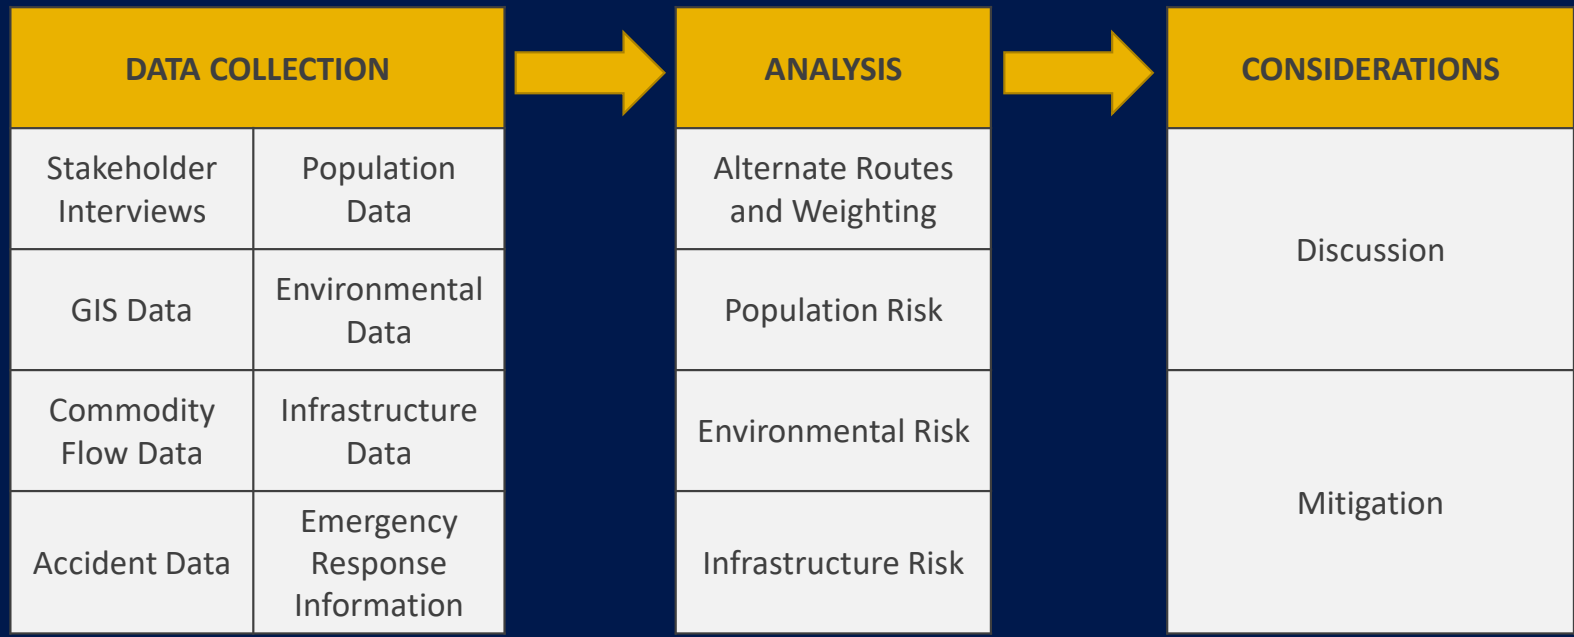 DATA COLLECTION
Stakeholder
Interviews
Population
Data
GIS Data
Environmental
Data
Commodity
Flow Data
Infrastructure
Data
Accident Data
Emergency
Response
Information
ANALYSIS
Alternate Routes
and Weighting
Population Risk
Environmental Risk
Infrastructure Risk
CONSIDERATIONS
Discussion
Mitigation